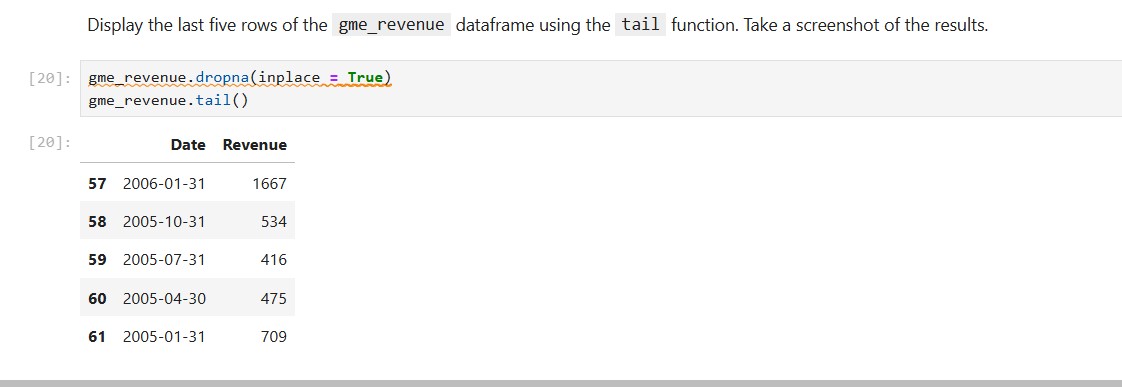 Display the last five rows of the gme_revenue dataframe using the tail function. Take a screenshot of the results.
[20]: gme_revenue.dropna(inplace = True)
gme_revenue.tail()
[20]:
Date Revenue
57 2006-01-31 1667
58 2005-10-31 534
59 2005-07-31 416
60 2005-04-30 475
61 2005-01-31 709